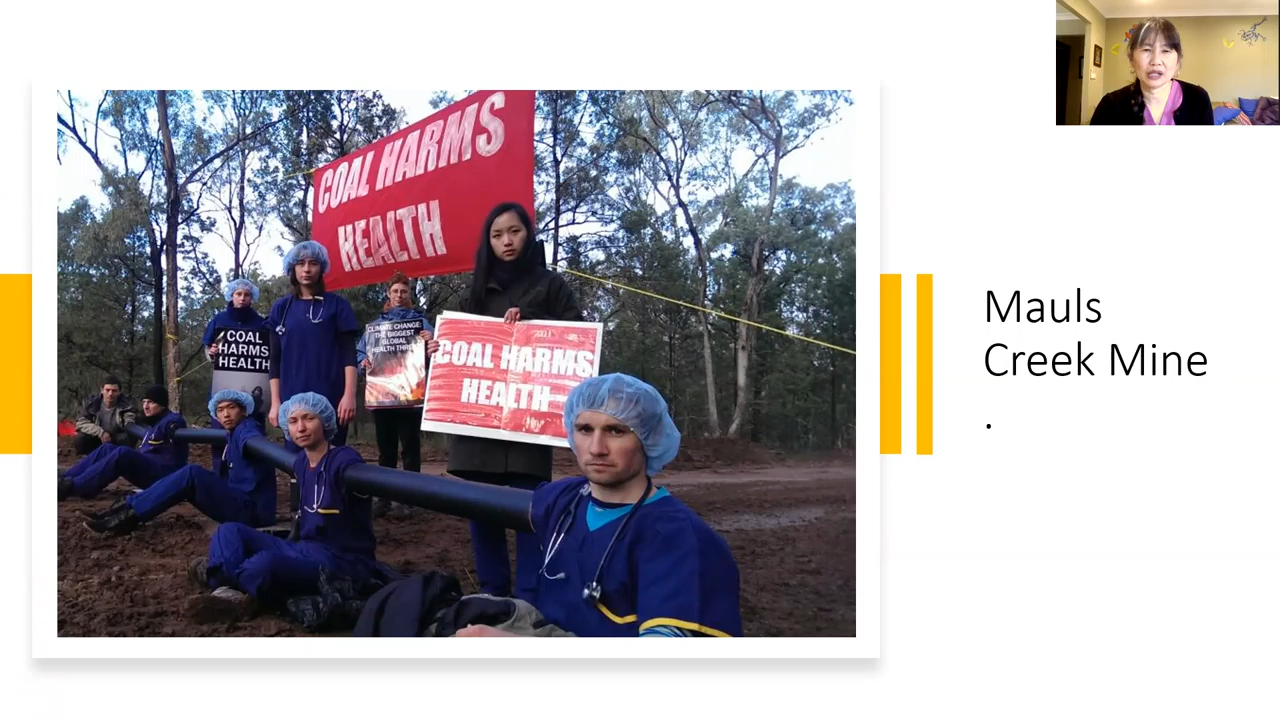 COAL HARMS
HEALTH
COAL
HARMS
HEALTH
CLIMATE CHANGE:
THE BIGGEST
GLOBAL
HEALTH
COAL HARMS
HEALTH
Mauls
Creek Mine
.